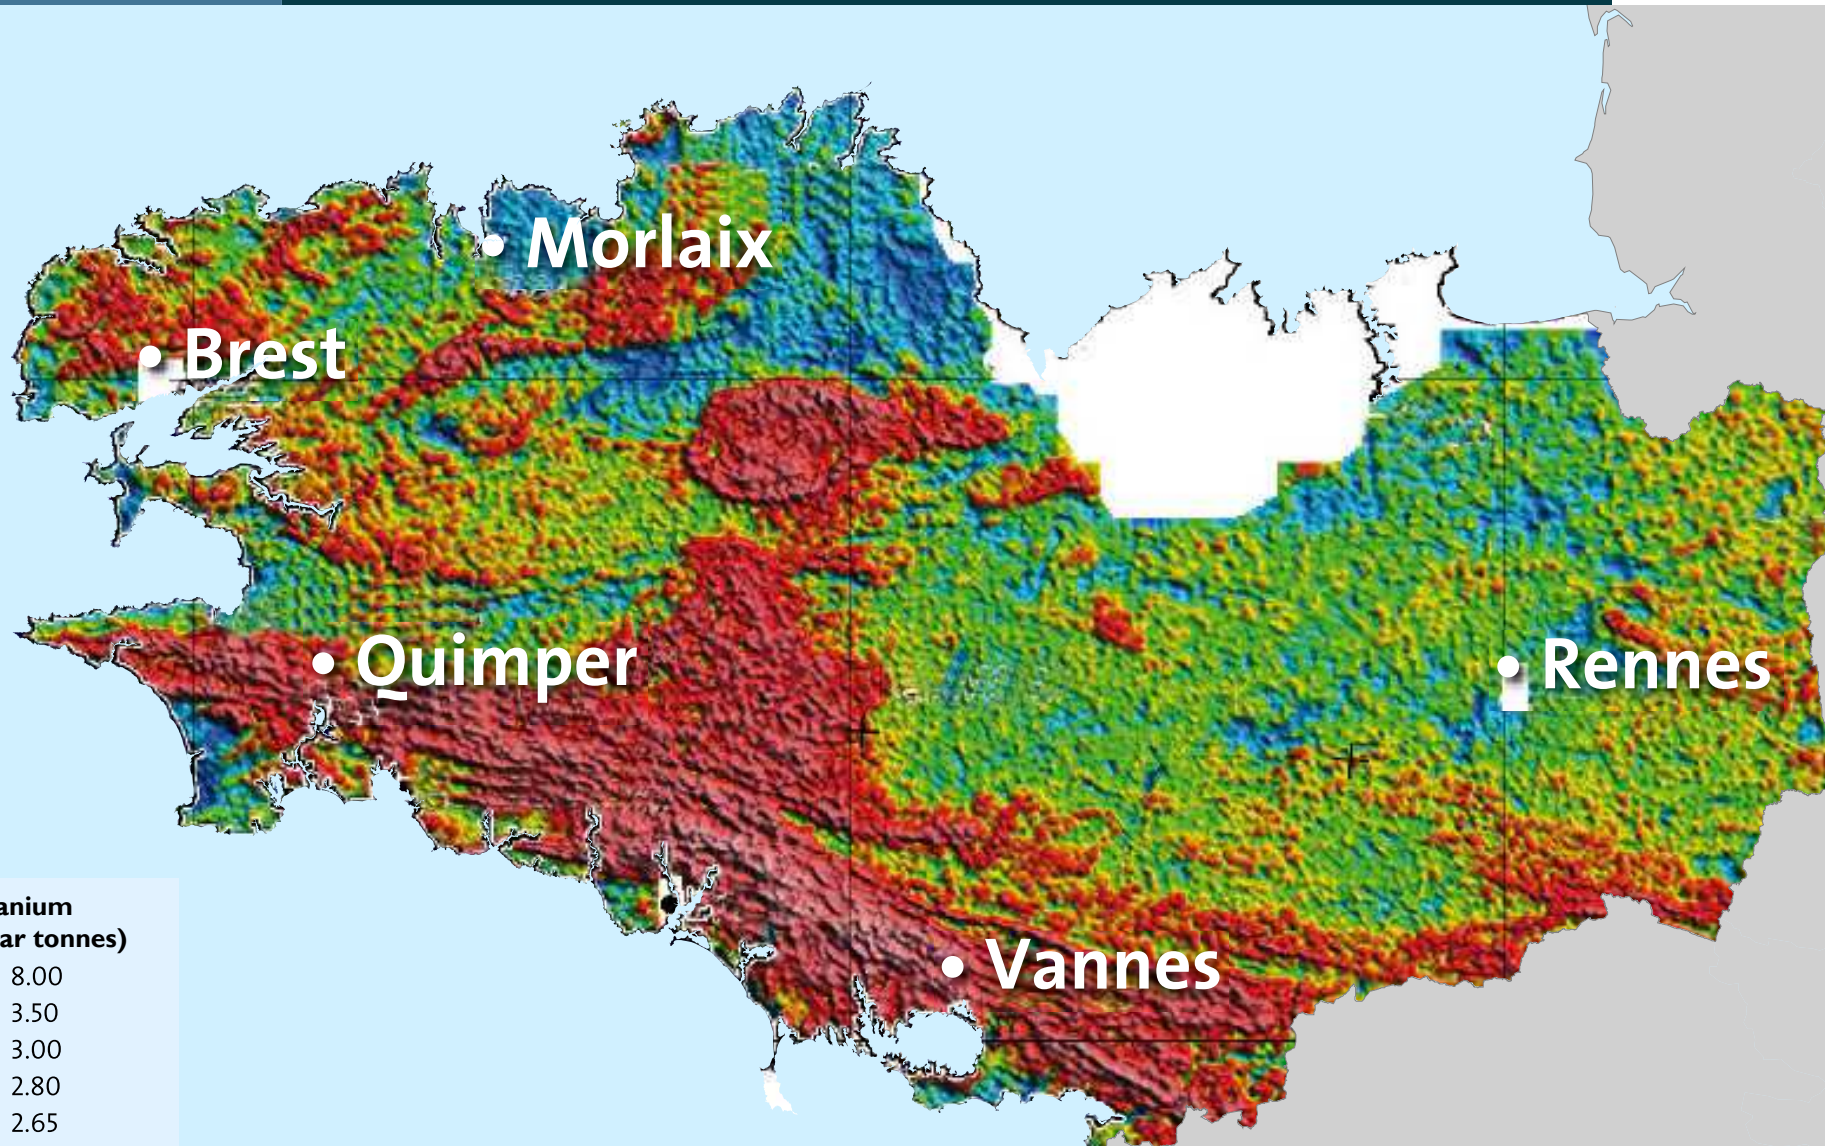 Morlaix
Brest
Quimper
Rennes
Vannes
anium
ar tonnes)
8.00
3.50
3.00
2.80
2.65